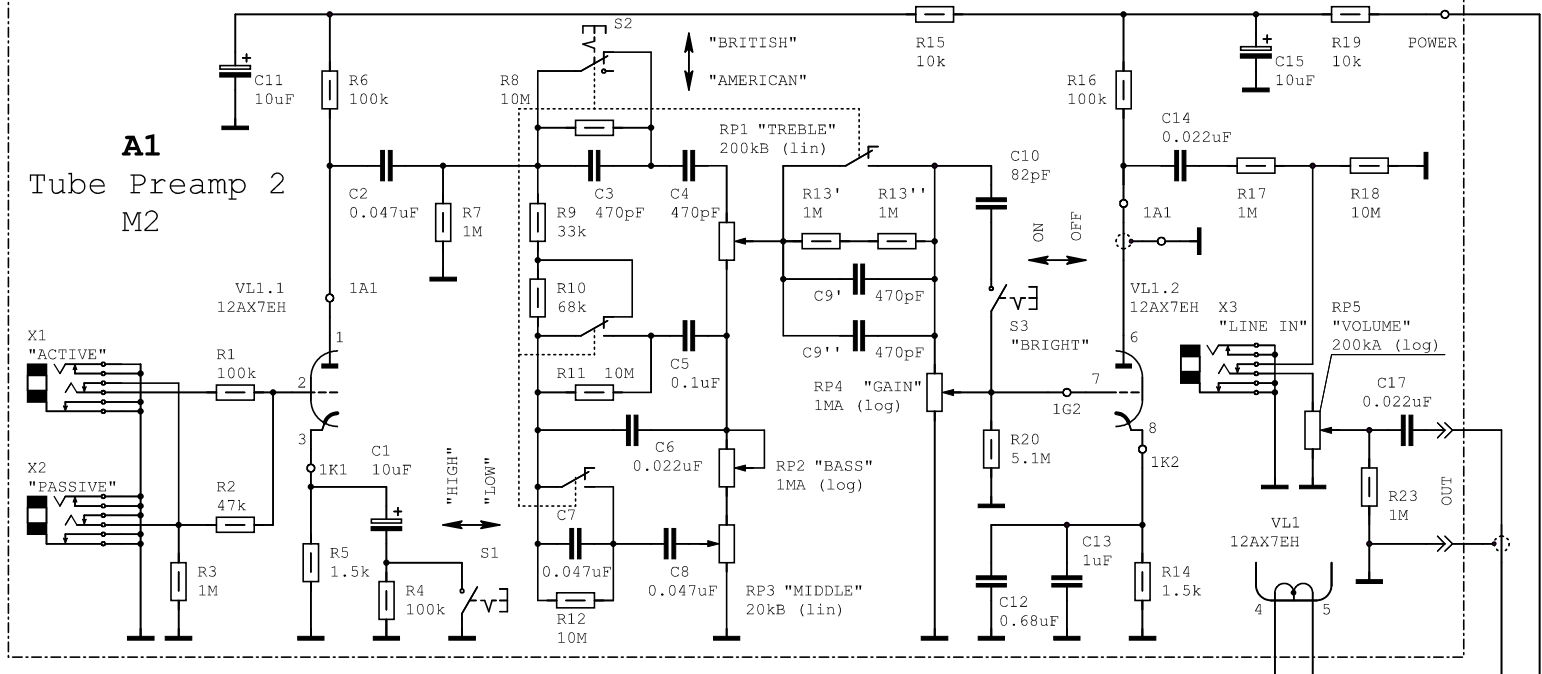 S2
"BRITISH"
"AMERICAN"
R15
10k
R19
10k
POWER
C11
10uF
R6
100k
R8
10M
R16
100k
C15
10uF
C14
0.022uF
A1
Tube Preamp 2
M2
RP1 "TREBLE"
200kB (lin)
C10
82pF
C2
0.047uF
R7
1M
R9
33k
C3
470pF
C4
470pF
R13'
1M
R13''
1M
ON
OFF
R17
1M
R18
10M
1A1
VL1.1
12AX7EH
1A1
R10
68k
C9'
470pF
S3
"BRIGHT"
VL1.2
12AX7EH
X3
"LINE IN"
RP5
"VOLUME"
200kA (log)
X1
"ACTIVE"
R1
100k
1
2
3
C5
0.1uF
R11 10M
C9''
470pF
RP4 "GAIN"
1MA (log)
1G2
6
7
8
C17
0.022uF
X2
"PASSIVE"
R2
47k
1K1
C1
10uF
"HIGH"
"LOW"
C6
0.022uF
RP2 "BASS"
1MA (log)
R20
5.1M
1K2
R23
1M
OUT
R3
1M
R5
1.5k
R4
100k
S1
C7
0.047uF
C8
0.047uF
R12
10M
RP3 "MIDDLE"
20kB (lin)
C12
0.68uF
C13
1uF
R14
1.5k
VL1
12AX7EH
4
5